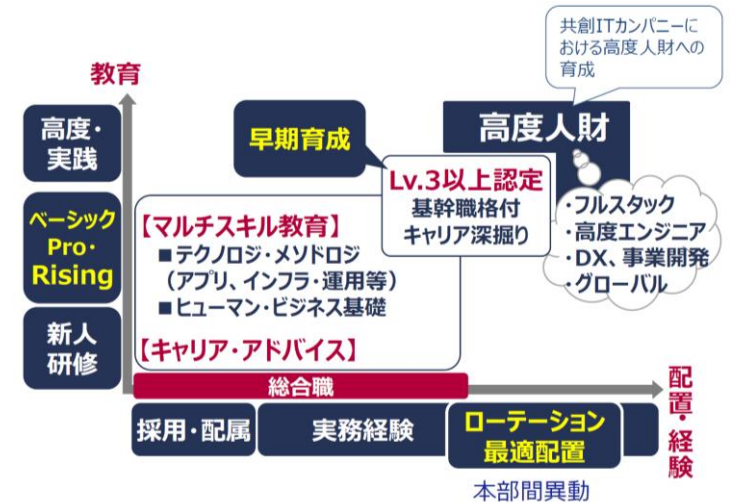 共創ITカンパニーに
おける高度人財への
育成
教育
高度・
実践
早期育成
高度人財
Lv.3以上認定
基幹職格付
キャリア深掘り
・フルスタック
・高度エンジニア
・DX、事業開発
・グローバル
ベーシック
Pro・
Rising
【マルチスキル教育】
■テクノロジ・メソドロジ
（アプリ、インフラ・運用等）
■ヒューマン・ビジネス基礎
新人
研修
【キャリア・アドバイス】
総合職
配置・経験
採用・配属
実務経験
ローテーション
最適配置
本部間異動